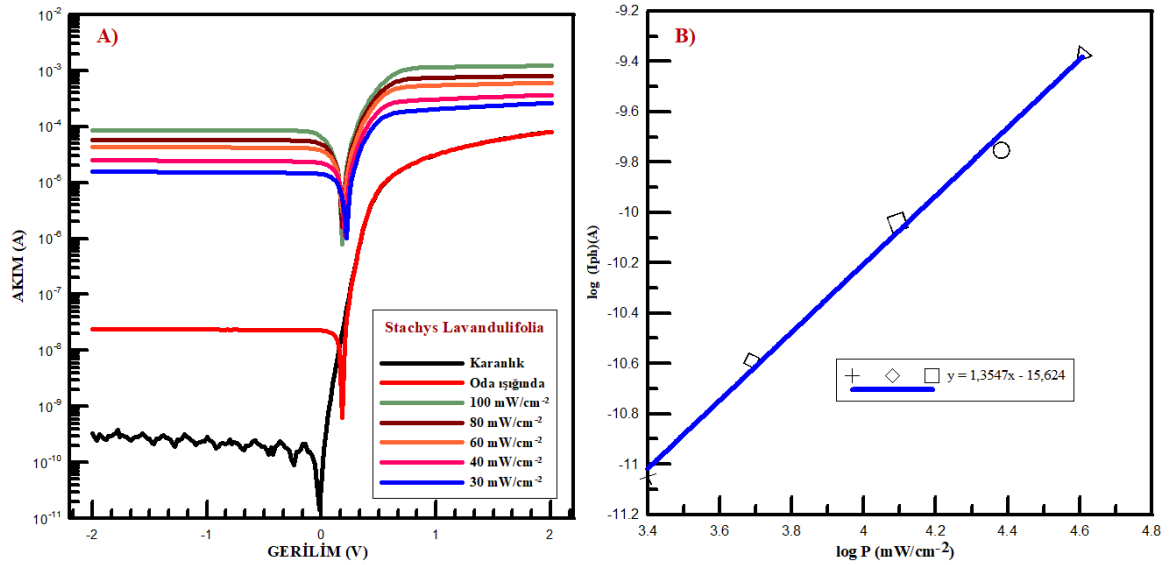 A)
10⁻²
10⁻³
10⁻⁴
10⁻⁵
10⁻⁶
10⁻⁷
10⁻⁸
10⁻⁹
10⁻¹⁰
10⁻¹¹
AKIM (A)
-2
-1
0
1
2
GERİLİM (V)
Stachys Lavandulifolia
Karanlık
Oda ışığında
100 mW/cm⁻²
80 mW/cm⁻²
60 mW/cm⁻²
40 mW/cm⁻²
30 mW/cm⁻²
B)
-9.2
-9.4
-9.6
-9.8
-10
-10.2
-10.4
-10.6
-10.8
-11
-11.2
log (Iph)(A)
3.4
3.6
3.8
4
4.2
4.4
4.6
4.8
log P (mW/cm⁻²)
y = 1,3547x - 15,624